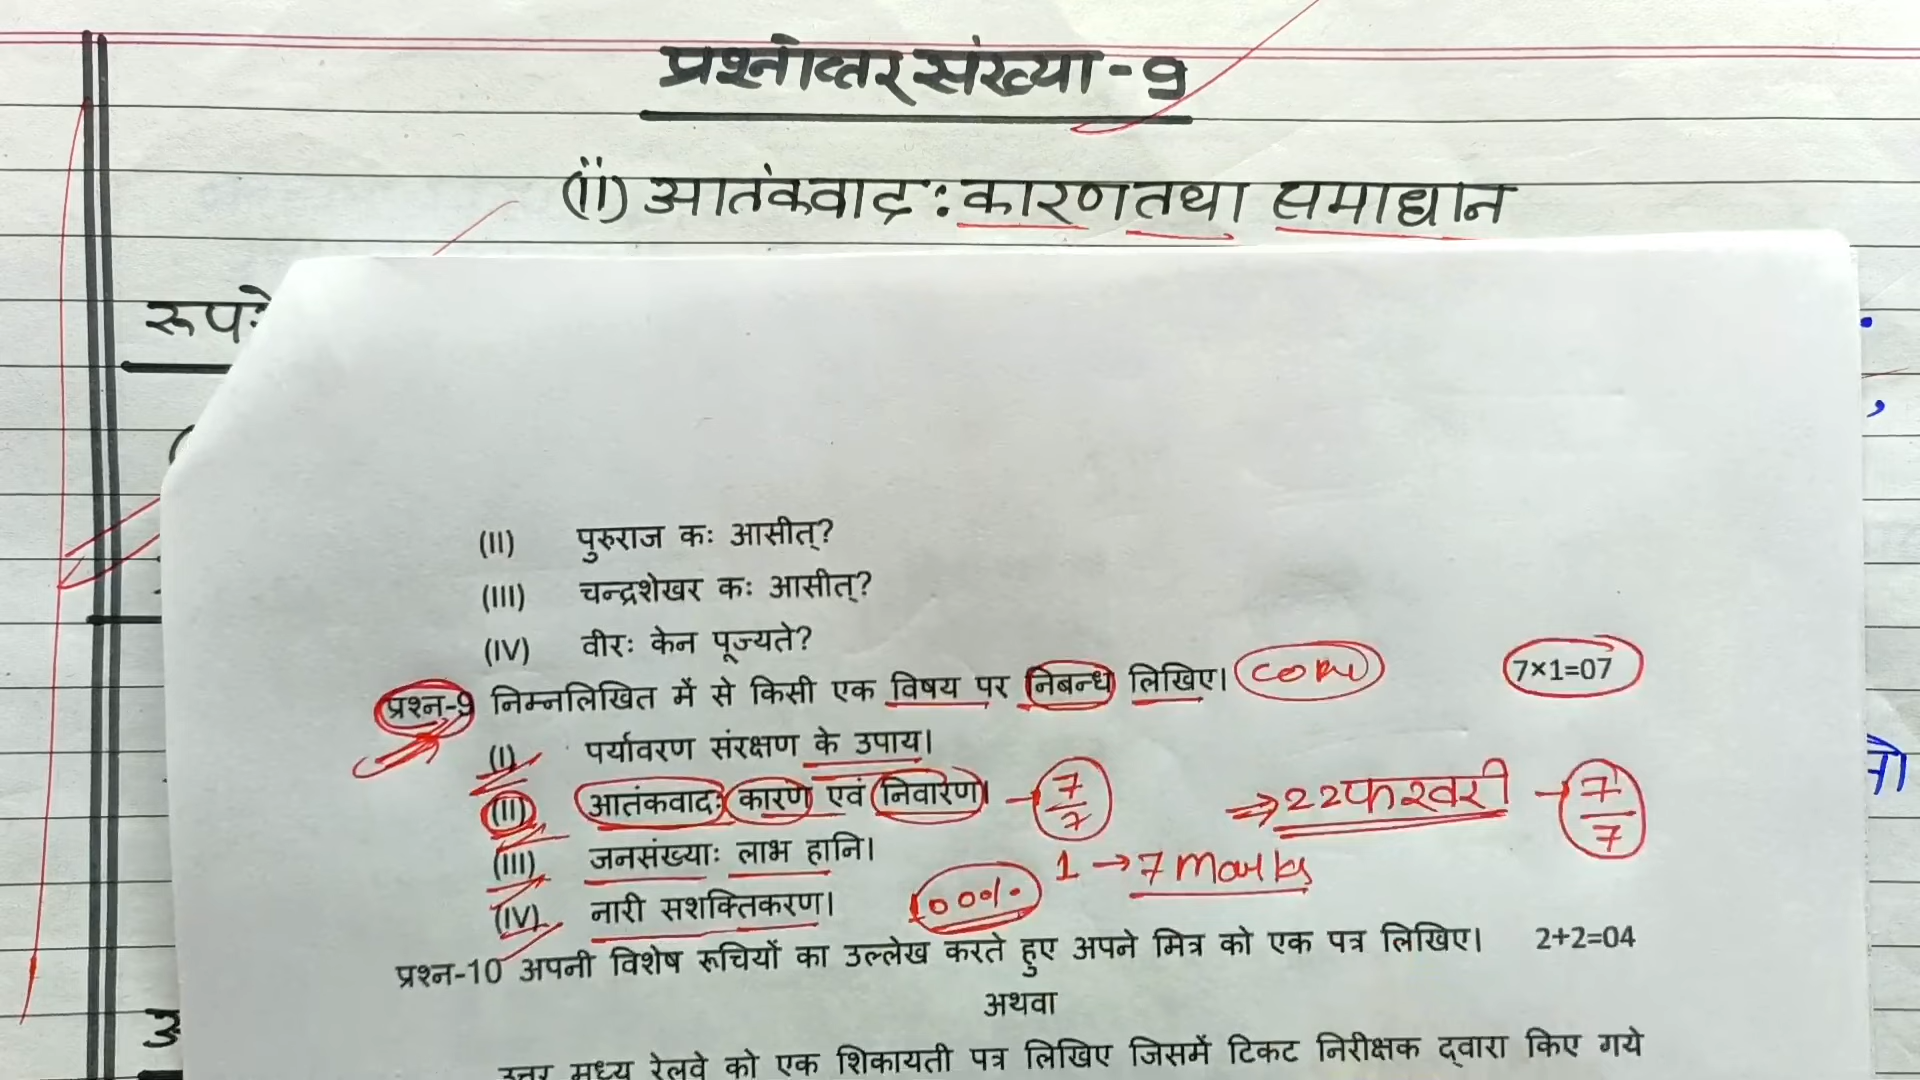 प्रश्नोत्तर संख्या - 9
(ii) आतंकवाद : कारण तथा समाधान
(II) पुरुराज कः आसीत्?
(III) चन्द्रशेखर कः आसीत्?
(IV) वीरः केन पूज्यते?
प्रश्न-9 निम्नलिखित में से किसी एक विषय पर निबन्ध लिखिए। 7×1=07
(I) पर्यावरण संरक्षण के उपाय।
(II) आतंकवादः कारण एवं निवारण। → 7/7 ⇒ 22 फरवरी → 7/7
(III) जनसंख्याः लाभ हानि। 1 → 7 Marks
(IV) नारी सशक्तिकरण। 100%
प्रश्न-10 अपनी विशेष रूचियों का उल्लेख करते हुए अपने मित्र को एक पत्र लिखिए। 2+2=04
अथवा
उत्तर मध्य रेलवे को एक शिकायती पत्र लिखिए जिसमें टिकट निरीक्षक द्वारा किए गये